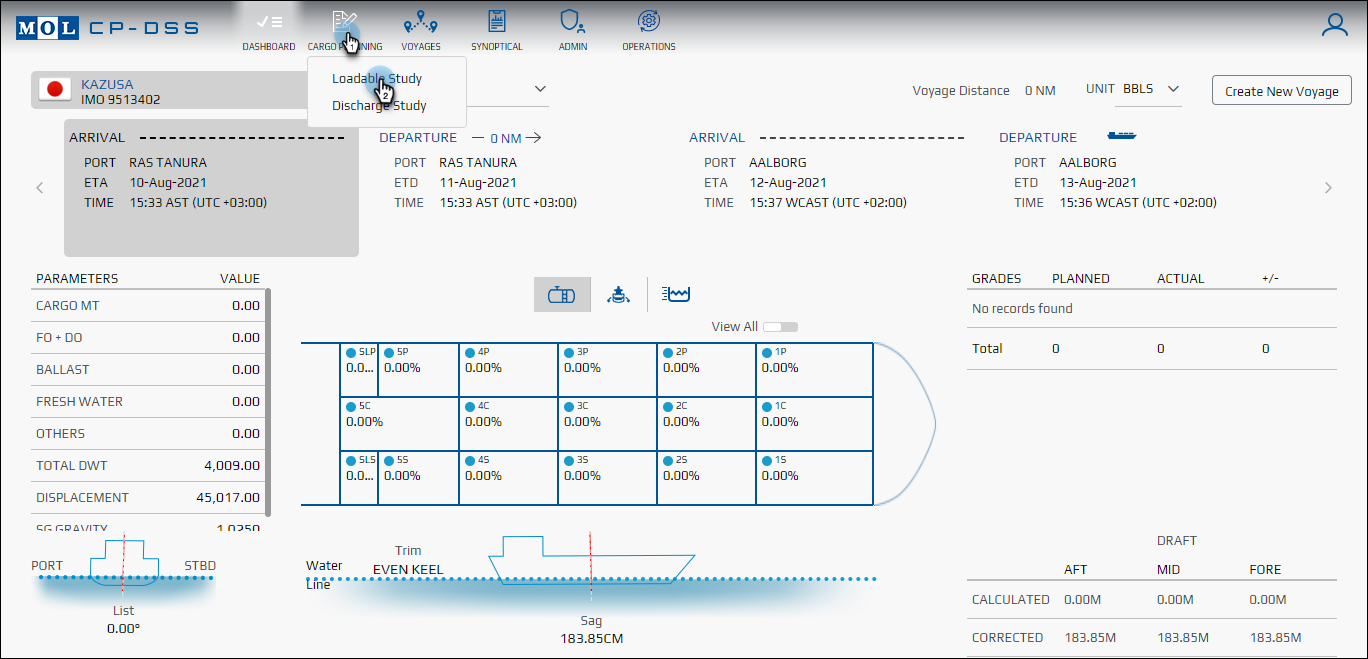 MOL CP-DSS
DASHBOARD
CARGO PLANNING
VOYAGES
SYNOPTICAL
ADMIN
OPERATIONS
1
KAZUSA
IMO 9513402
Loadable Study
2
Discharge Study
Voyage Distance 0 NM
UNIT BBLS
Create New Voyage
ARRIVAL
PORT RAS TANURA
ETA 10-Aug-2021
TIME 15:33 AST (UTC +03:00)
DEPARTURE 0 NM
PORT RAS TANURA
ETD 11-Aug-2021
TIME 15:33 AST (UTC +03:00)
ARRIVAL
PORT AALBORG
ETA 12-Aug-2021
TIME 15:37 WCAST (UTC +02:00)
DEPARTURE
PORT AALBORG
ETD 13-Aug-2021
TIME 15:36 WCAST (UTC +02:00)
PARAMETERS VALUE
CARGO MT 0.00
FO + DO 0.00
BALLAST 0.00
FRESH WATER 0.00
OTHERS 0.00
TOTAL DWT 4,009.00
DISPLACEMENT 45,017.00
SG GRAVITY 1.0250
View All
5LP 5P 4P 3P 2P 1P
0.0... 0.00% 0.00% 0.00% 0.00% 0.00%
5C 4C 3C 2C 1C
0.00% 0.00% 0.00% 0.00% 0.00%
5LS 5S 4S 3S 2S 1S
0.0... 0.00% 0.00% 0.00% 0.00% 0.00%
GRADES PLANNED ACTUAL +/-
No records found
Total 0 0 0
PORT STBD
List
0.00°
Water
Line
Trim
EVEN KEEL
Sag
183.85CM
DRAFT
AFT MID FORE
CALCULATED 0.00M 0.00M 0.00M
CORRECTED 183.85M 183.85M 183.85M